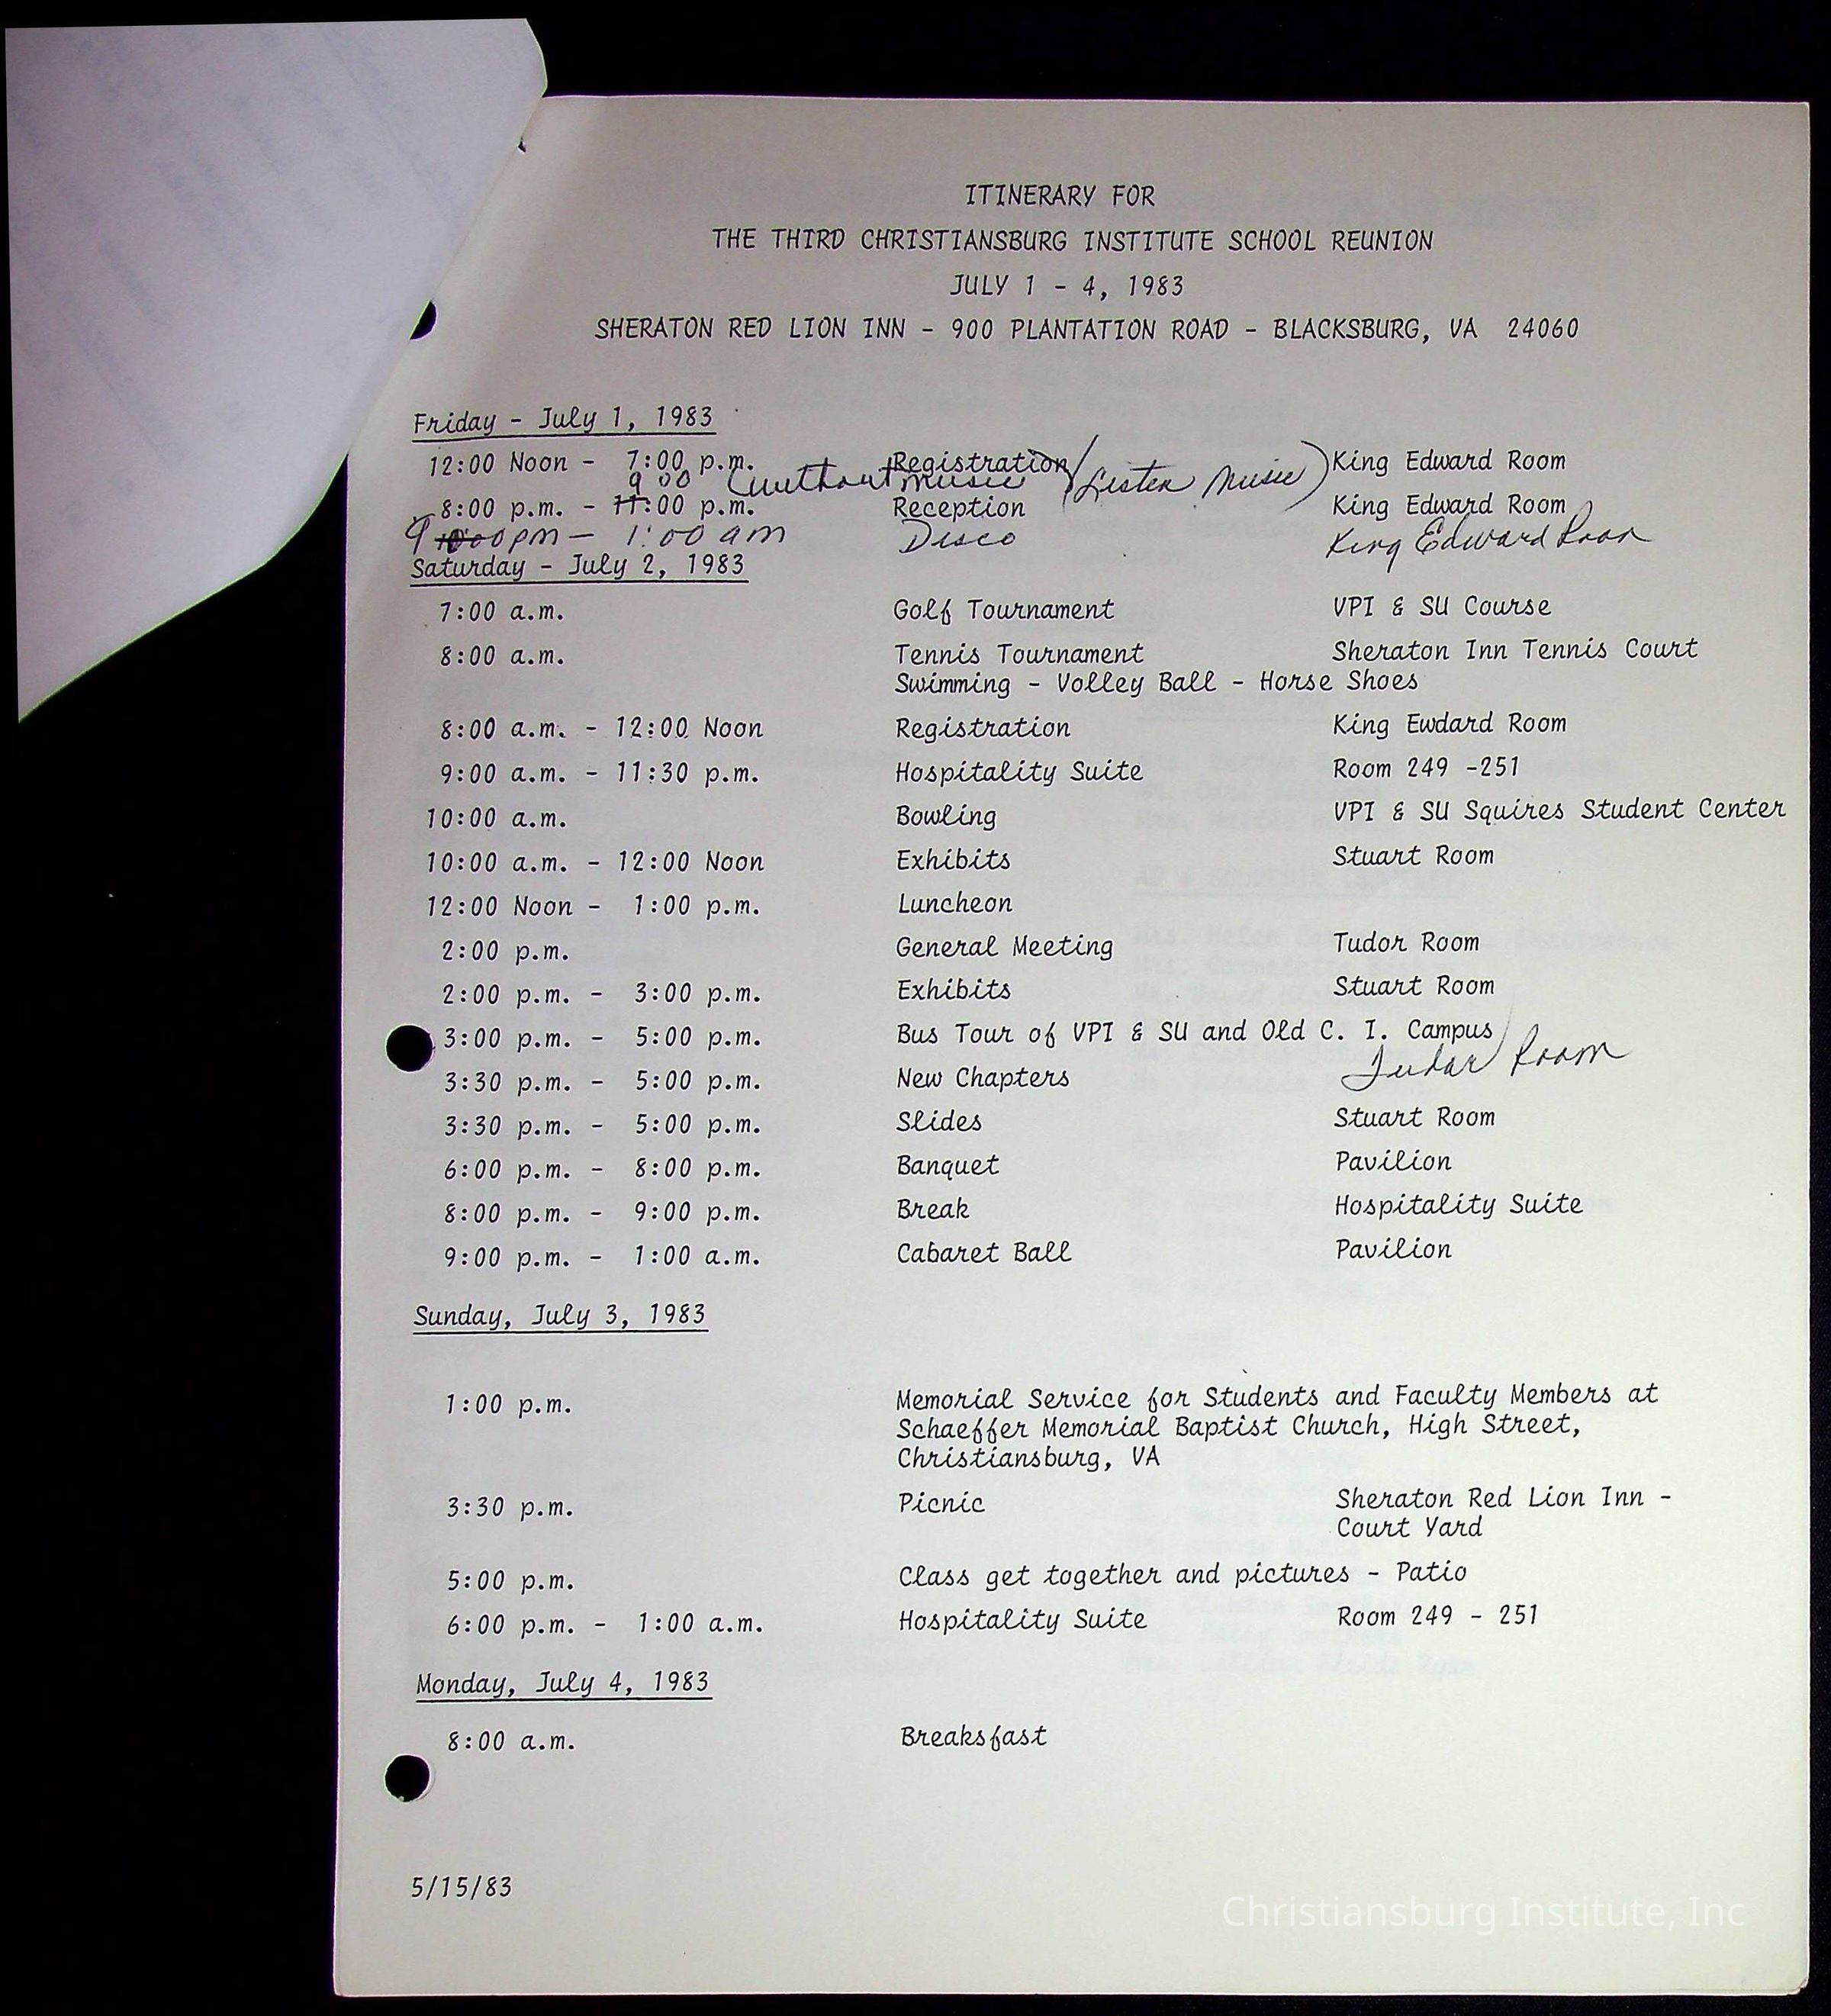 ITINERARY FOR
THE THIRD CHRISTIANSBURG INSTITUTE SCHOOL REUNION
JULY 1 - 4, 1983
SHERATON RED LION INN - 900 PLANTATION ROAD - BLACKSBURG, VA 24060
Friday - July 1, 1983
12:00 Noon - 7:00 p.m. Registration King Edward Room
9 00 (without music (Listen Music)
8:00 p.m. - 11:00 p.m. Reception King Edward Room
9 10:00 pm - 1:00 am Disco King Edward Room
Saturday - July 2, 1983
7:00 a.m. Golf Tournament VPI & SU Course
8:00 a.m. Tennis Tournament Sheraton Inn Tennis Court
Swimming - Volley Ball - Horse Shoes
8:00 a.m. - 12:00 Noon Registration King Ewdard Room
9:00 a.m. - 11:30 p.m. Hospitality Suite Room 249 -251
10:00 a.m. Bowling VPI & SU Squires Student Center
10:00 a.m. - 12:00 Noon Exhibits Stuart Room
12:00 Noon - 1:00 p.m. Luncheon
2:00 p.m. General Meeting Tudor Room
2:00 p.m. - 3:00 p.m. Exhibits Stuart Room
3:00 p.m. - 5:00 p.m. Bus Tour of VPI & SU and Old C. I. Campus
3:30 p.m. - 5:00 p.m. New Chapters Tudar Room
3:30 p.m. - 5:00 p.m. Slides Stuart Room
6:00 p.m. - 8:00 p.m. Banquet Pavilion
8:00 p.m. - 9:00 p.m. Break Hospitality Suite
9:00 p.m. - 1:00 a.m. Cabaret Ball Pavilion
Sunday, July 3, 1983
1:00 p.m. Memorial Service for Students and Faculty Members at
Schaeffer Memorial Baptist Church, High Street,
Christiansburg, VA
3:30 p.m. Picnic Sheraton Red Lion Inn -
Court Yard
5:00 p.m. Class get together and pictures - Patio
6:00 p.m. - 1:00 a.m. Hospitality Suite Room 249 - 251
Monday, July 4, 1983
8:00 a.m. Breaksfast
5/15/83
Christiansburg Institute, Inc